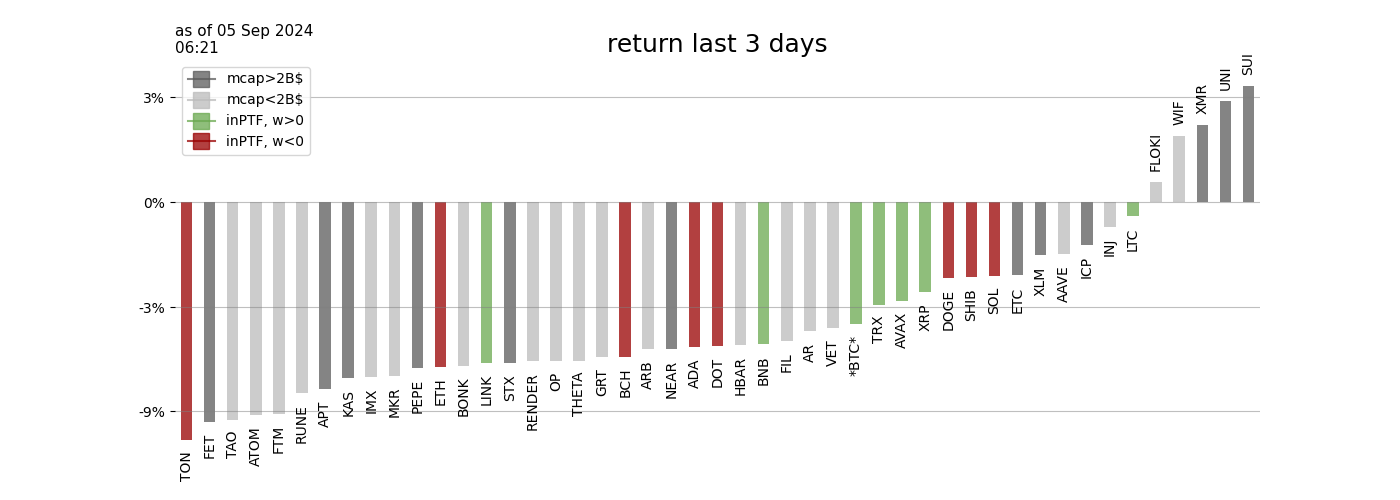 as of 05 Sep 2024
06:21
return last 3 days
mcap>2B$
mcap<2B$
inPTF, w>0
inPTF, w<0
3%
0%
-3%
-9%
TON
FET
TAO
ATOM
FTM
RUNE
APT
KAS
IMX
MKR
PEPE
ETH
BONK
LINK
STX
RENDER
OP
THETA
GRT
BCH
ARB
NEAR
ADA
DOT
HBAR
BNB
FIL
AR
VET
*BTC*
TRX
AVAX
XRP
DOGE
SHIB
SOL
ETC
XLM
AAVE
ICP
INJ
LTC
FLOKI
WIF
XMR
UNI
SUI